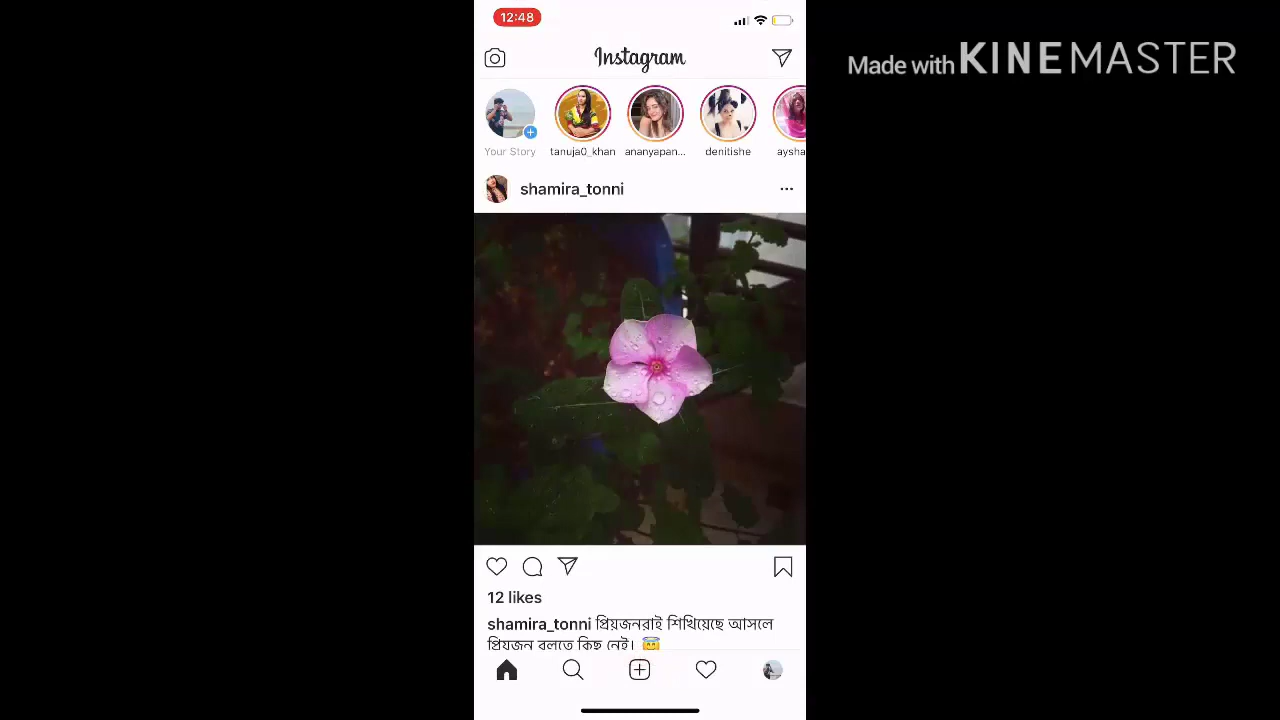 12:48
Made with KINEMASTER
Instagram
Your Story
tanuja0_khan
ananyapan...
denitishe
aysha
shamira_tonni
12 likes
shamira_tonni প্রিয়জনরাই শিখিয়েছে আসলে
প্রিয়জন বলতে কিছু নেই। 😇